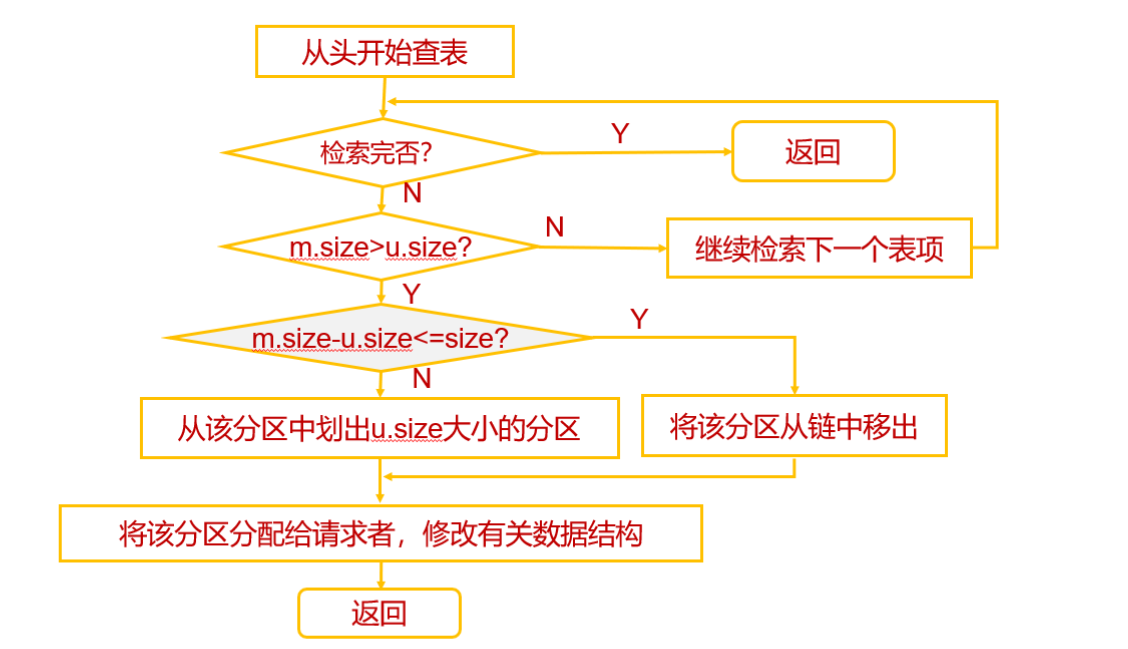 从头开始查表
检索完否?
Y
返回
N
m.size>u.size?
N
继续检索下一个表项
Y
m.size-u.size<=size?
Y
N
从该分区中划出u.size大小的分区
将该分区从链中移出
将该分区分配给请求者，修改有关数据结构
返回